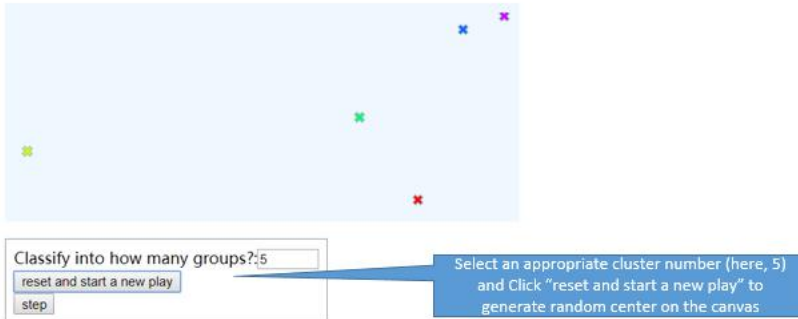 Classify into how many groups?: 5
reset and start a new play
step
Select an appropriate cluster number (here, 5)
and Click “reset and start a new play” to
generate random center on the canvas